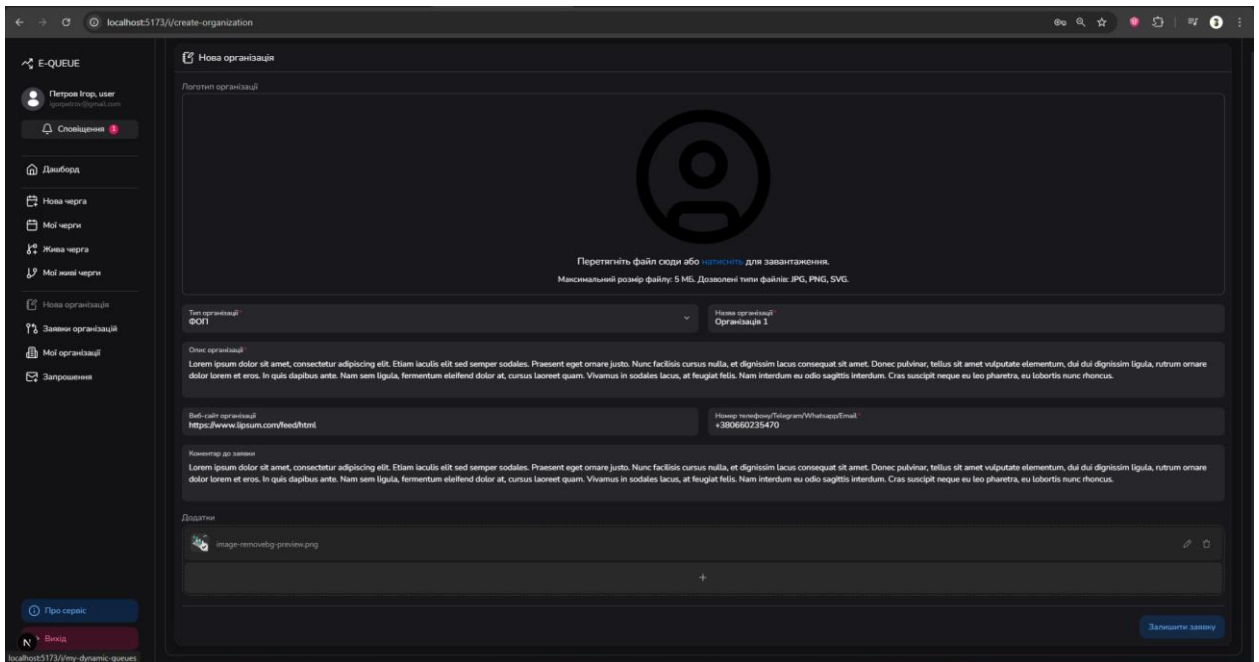 localhost:5173/i/create-organization
E-QUEUE
Петров Ігор, user
igorpetrov@gmail.com
Сповіщення 1
Дашборд
Нова черга
Мої черги
Жива черга
Мої живі черги
Нова організація
Заявки організацій
Мої організації
Запрошення
Про сервіс
Вихід
N
localhost:5173/i/my-dynamic-queues
Нова організація
Логотип організації
Перетягніть файл сюди або натисніть для завантаження.
Максимальний розмір файлу: 5 МБ. Дозволені типи файлів: JPG, PNG, SVG.
Тип організації*
ФОП
Назва організації*
Організація 1
Опис організації*
Lorem ipsum dolor sit amet, consectetur adipiscing elit. Etiam iaculis elit sed semper sodales. Praesent eget ornare justo. Nunc facilisis cursus nulla, et dignissim lacus consequat sit amet. Donec pulvinar, tellus sit amet vulputate elementum, dui dui dignissim ligula, rutrum ornare
dolor lorem et eros. In quis dapibus ante. Nam sem ligula, fermentum eleifend dolor at, cursus laoreet quam. Vivamus in sodales lacus, at feugiat felis. Nam interdum eu odio sagittis interdum. Cras suscipit neque eu leo pharetra, eu lobortis nunc rhoncus.
Веб-сайт організації
https://www.lipsum.com/feed/html
Номер телефону/Telegram/Whatsapp/Email*
+380660235470
Коментар до заявки
Lorem ipsum dolor sit amet, consectetur adipiscing elit. Etiam iaculis elit sed semper sodales. Praesent eget ornare justo. Nunc facilisis cursus nulla, et dignissim lacus consequat sit amet. Donec pulvinar, tellus sit amet vulputate elementum, dui dui dignissim ligula, rutrum ornare
dolor lorem et eros. In quis dapibus ante. Nam sem ligula, fermentum eleifend dolor at, cursus laoreet quam. Vivamus in sodales lacus, at feugiat felis. Nam interdum eu odio sagittis interdum. Cras suscipit neque eu leo pharetra, eu lobortis nunc rhoncus.
Додатки
image-removebg-preview.png
+
Залишити заявку